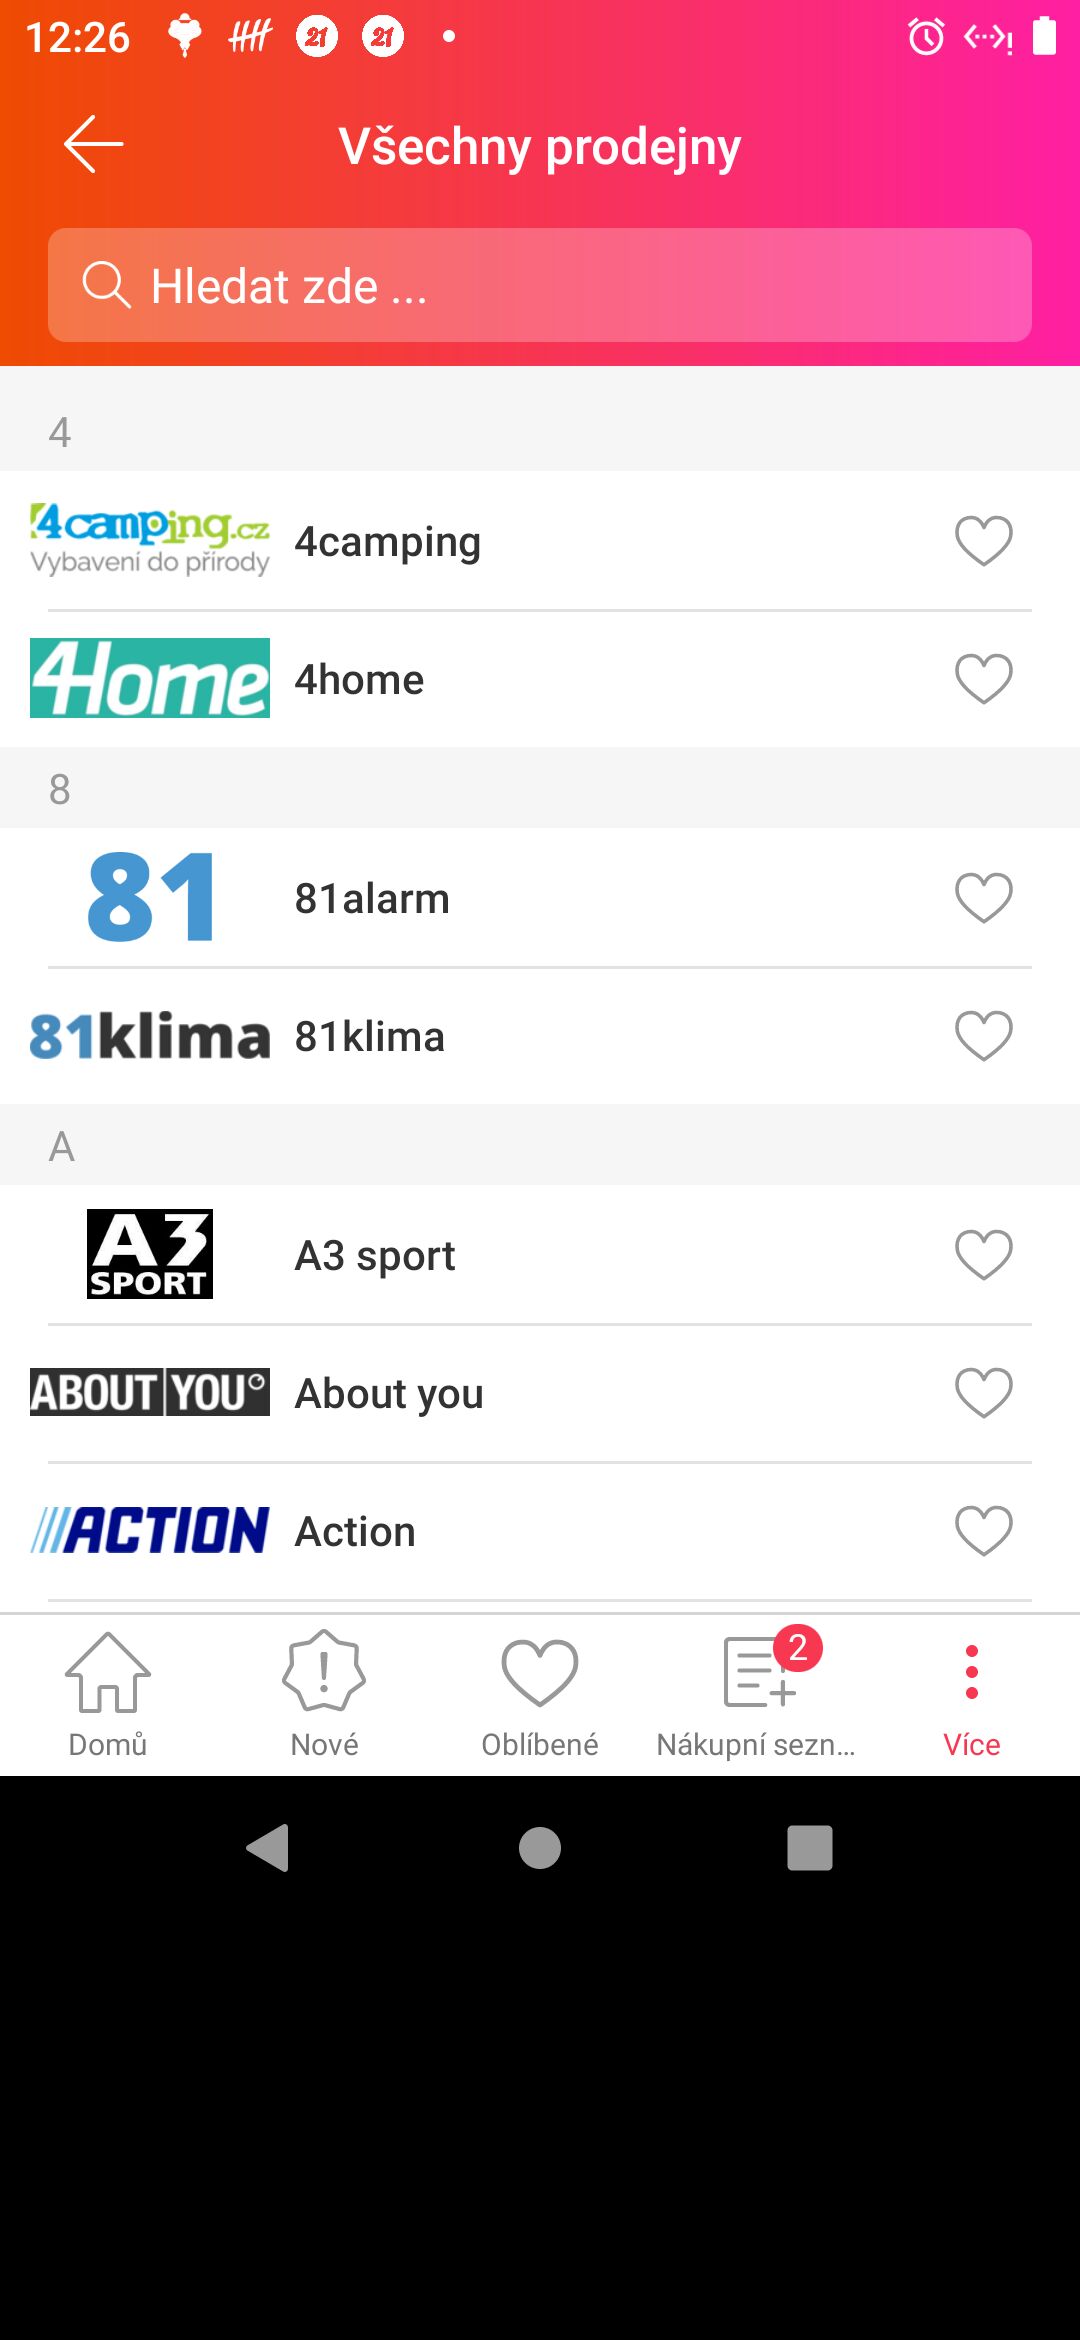 12:26
21 21
Všechny prodejny
Hledat zde ...
4
4camping.cz
Vybavení do přírody
4camping
4Home
4home
8
81
81alarm
81klima
81klima
A
A3
SPORT
A3 sport
ABOUT YOU
About you
ACTION
Action
2
Domů
Nové
Oblíbené
Nákupní sezn...
Více